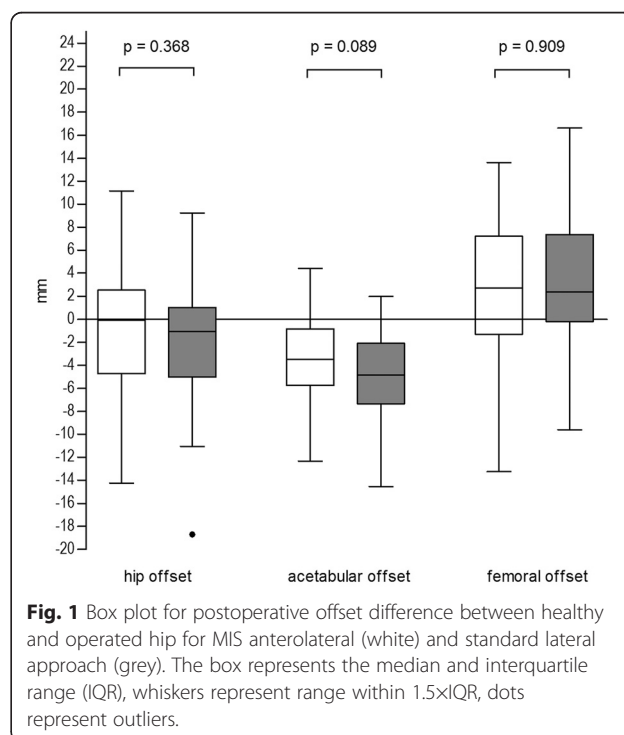 p = 0.368 p = 0.089 p = 0.909
24
22
20
18
16
14
12
10
8
6
4
2
0
-2
-4
-6
-8
-10
-12
-14
-16
-18
-20
mm
hip offset acetabular offset femoral offset
Fig. 1 Box plot for postoperative offset difference between healthy
and operated hip for MIS anterolateral (white) and standard lateral
approach (grey). The box represents the median and interquartile
range (IQR), whiskers represent range within 1.5×IQR, dots
represent outliers.